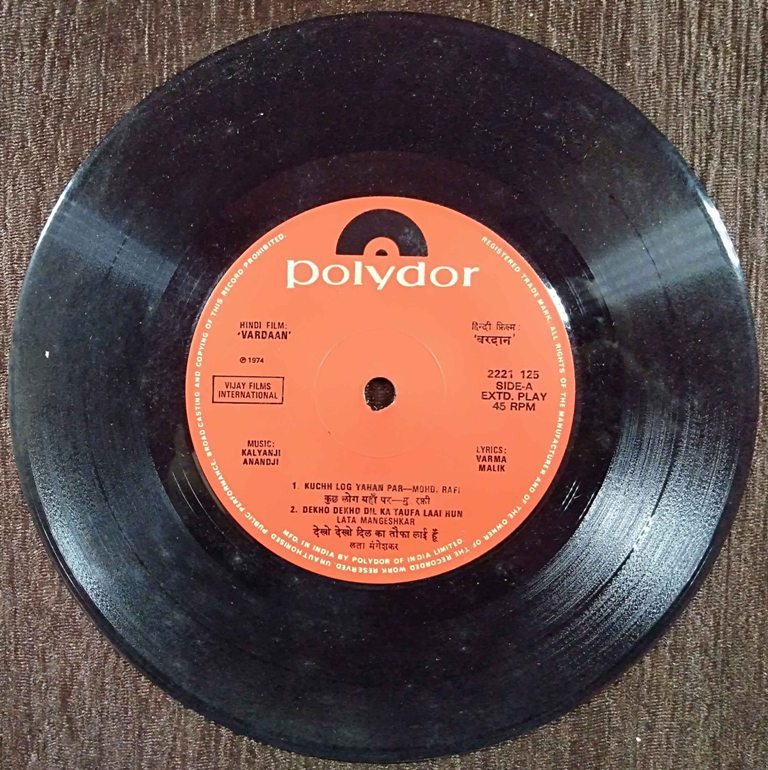 polydor
HINDI FILM:
'VARDAAN'
हिन्दी फ़िल्म:
'वरदान'
℗ 1974
VIJAY FILMS
INTERNATIONAL
2221 125
SIDE-A
EXTD. PLAY
45 RPM
MUSIC:
KALYANJI
ANANDJI
LYRICS:
VARMA
MALIK
1. KUCHH LOG YAHAN PAR—MOHD. RAFI
कुछ लोग यहाँ पर—मु रफ़ी
2. DEKHO DEKHO DIL KA TAUFA LAAI HUN
LATA MANGESHKAR
देखो देखो दिल का तौफा लाई हूँ
लता मंगेशकर
MFD. IN INDIA BY POLYDOR OF INDIA LIMITED
REGISTERED TRADE MARK. ALL RIGHTS OF THE MANUFACTURER AND OF THE OWNER OF THE RECORDED WORK RESERVED UNAUTHORISED PUBLIC PERFORMANCE BROADCASTING AND COPYING OF THIS RECORD PROHIBITED.